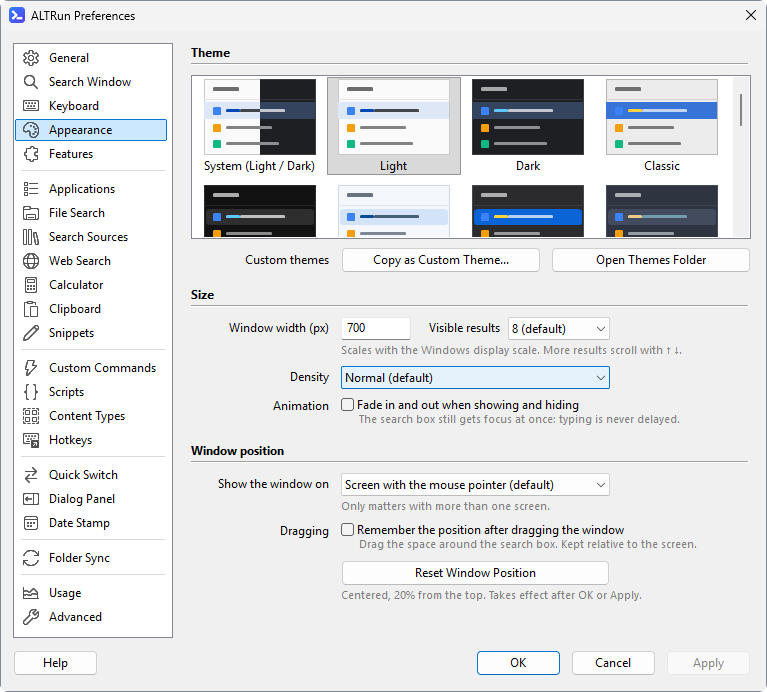 ALTRun Preferences
General
Search Window
Keyboard
Appearance
Features
Applications
File Search
Search Sources
Web Search
Calculator
Clipboard
Snippets
Custom Commands
Scripts
Content Types
Hotkeys
Quick Switch
Dialog Panel
Date Stamp
Folder Sync
Usage
Advanced
Theme
System (Light / Dark)
Light
Dark
Classic
Custom themes
Copy as Custom Theme...
Open Themes Folder
Size
Window width (px)
700
Visible results
8 (default)
Scales with the Windows display scale. More results scroll with ↑ ↓.
Density
Normal (default)
Animation
Fade in and out when showing and hiding
The search box still gets focus at once: typing is never delayed.
Window position
Show the window on
Screen with the mouse pointer (default)
Only matters with more than one screen.
Dragging
Remember the position after dragging the window
Drag the space around the search box. Kept relative to the screen.
Reset Window Position
Centered, 20% from the top. Takes effect after OK or Apply.
Help
OK
Cancel
Apply